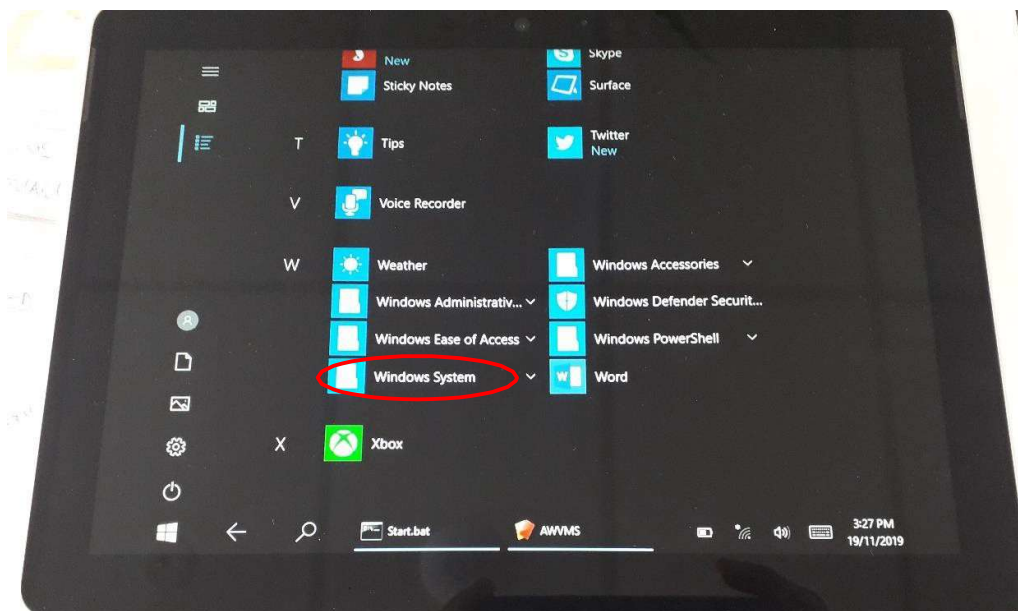 New
Skype
Sticky Notes
Surface
T
Tips
Twitter
New
V
Voice Recorder
W
Weather
Windows Accessories
Windows Administrativ...
Windows Defender Securit...
Windows Ease of Access
Windows PowerShell
Windows System
W
Word
X
Xbox
Start.bat
AWVMS
3:27 PM
19/11/2019